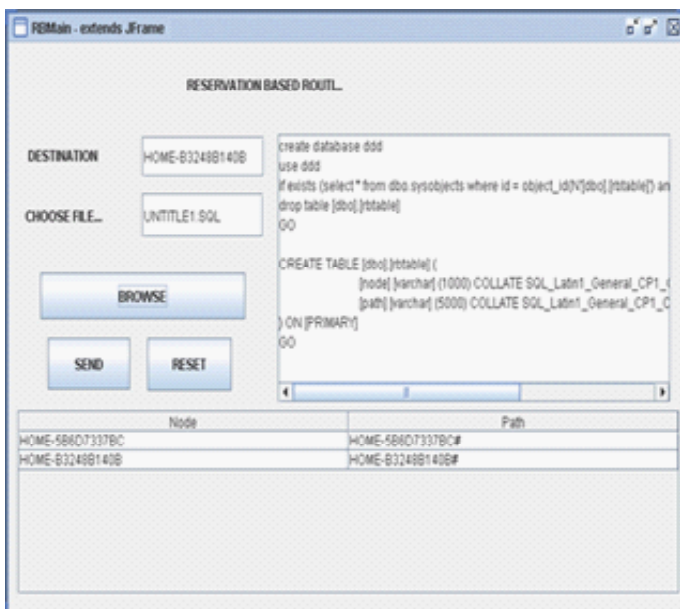 RBMain - extends JFrame
RESERVATION BASED ROUTI...
DESTINATION
HOME-B3248B140B
CHOOSE FILE...
UNTITLE1.SQL
BROWSE
SEND
RESET
create database ddd
use ddd
if exists (select * from dbo.sysobjects where id = object_id(N'[dbo].[rbtable]') an
drop table [dbo].[rbtable]
GO
CREATE TABLE [dbo].[rbtable] (
[node] [varchar] (1000) COLLATE SQL_Latin1_General_CP1_C
[path] [varchar] (5000) COLLATE SQL_Latin1_General_CP1_C
) ON [PRIMARY]
GO
Node Path
HOME-5B6D7337BC HOME-5B6D7337BC#
HOME-B3248B140B HOME-B3248B140B#